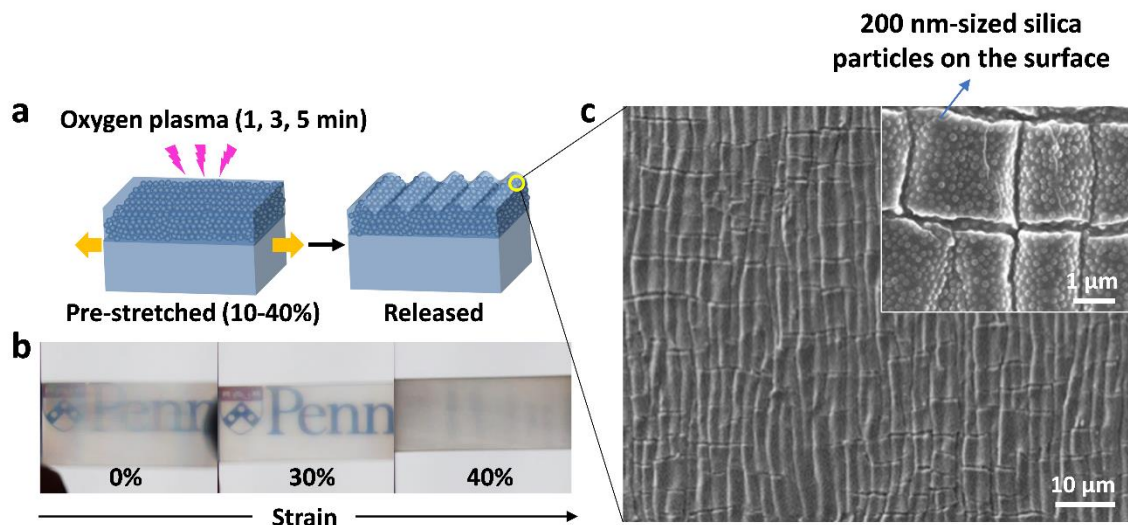 200 nm-sized silica
particles on the surface
a
Oxygen plasma (1, 3, 5 min)
Pre-stretched (10-40%)
Released
b
Penn
Penn
0%
30%
40%
Strain
c
1 μm
10 μm